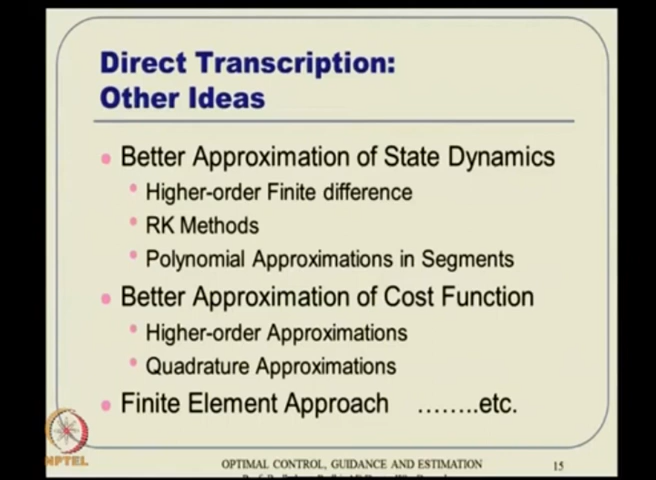 Direct Transcription:
Other Ideas
Better Approximation of State Dynamics
Higher-order Finite difference
RK Methods
Polynomial Approximations in Segments
Better Approximation of Cost Function
Higher-order Approximations
Quadrature Approximations
Finite Element Approach ........etc.
NPTEL
OPTIMAL CONTROL, GUIDANCE AND ESTIMATION
15